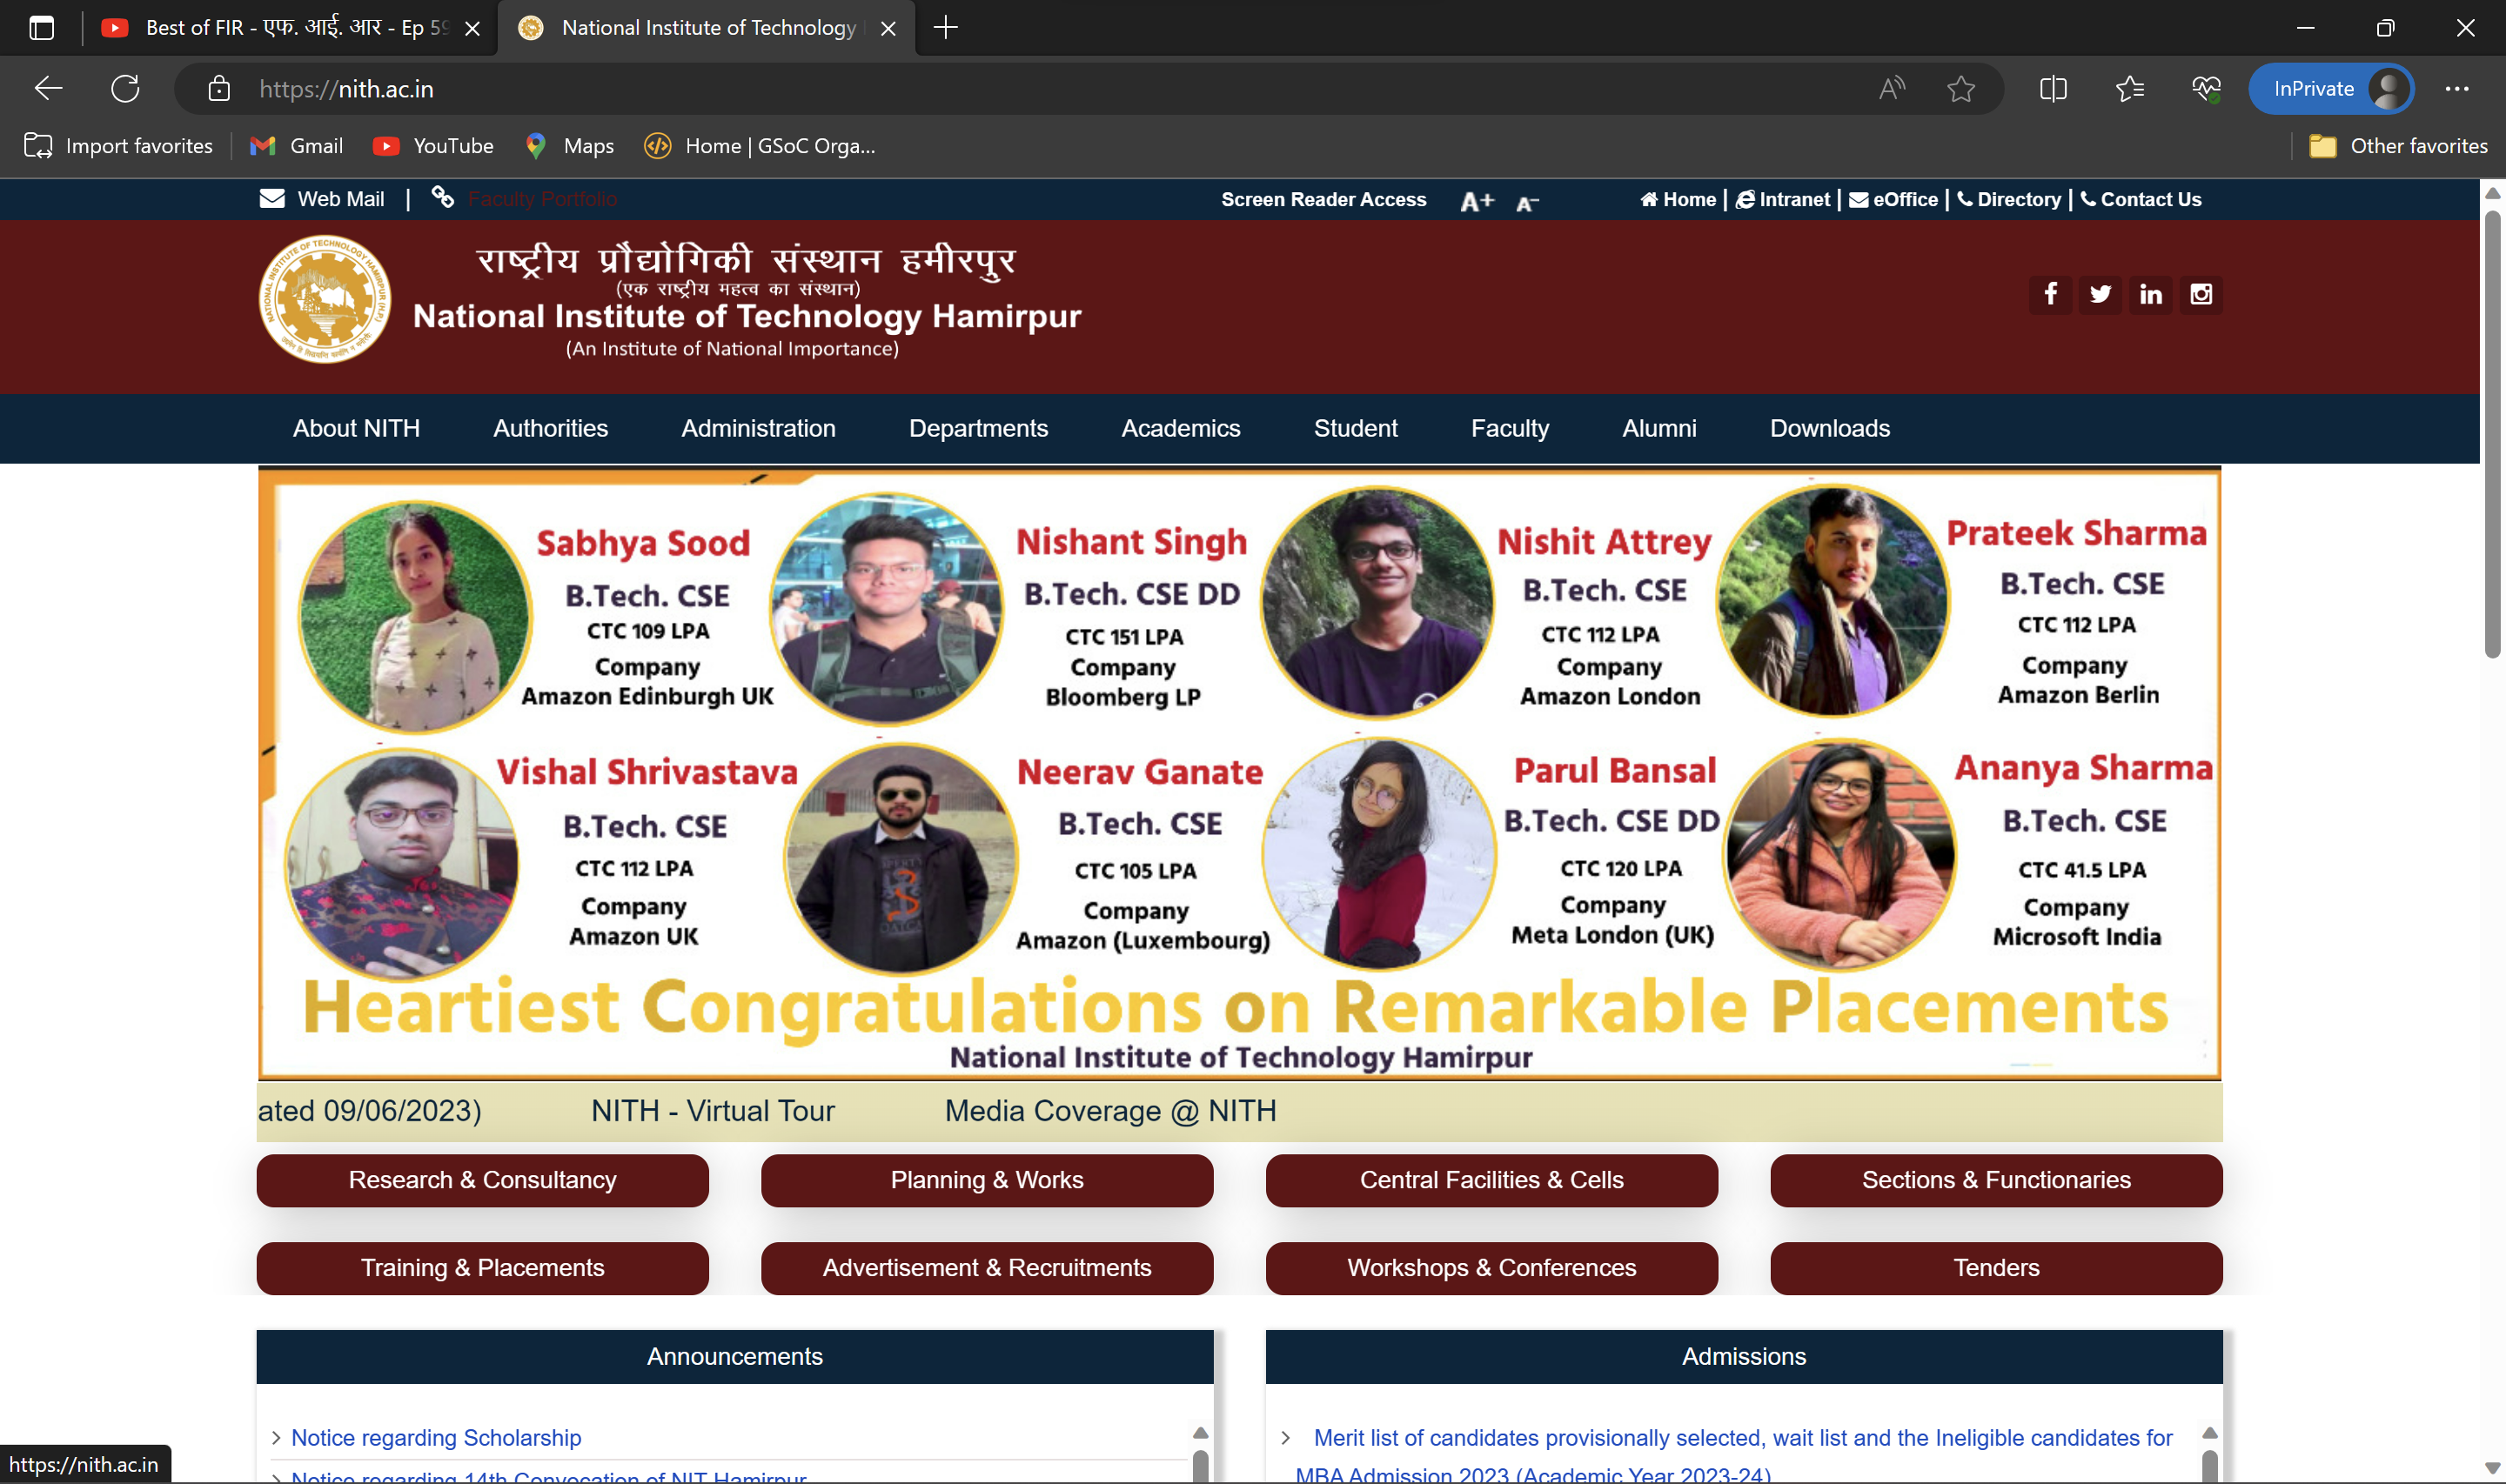 Best of FIR - एफ. आई. आर - Ep 59
National Institute of Technology
https://nith.ac.in
InPrivate
Import favorites
Gmail
YouTube
Maps
Home | GSoC Orga...
Other favorites
Web Mail | Faculty Portfolio
Screen Reader Access A+ A-
Home | Intranet | eOffice | Directory | Contact Us
NATIONAL INSTITUTE OF TECHNOLOGY HAMIRPUR (H.P.)
राष्ट्रीय प्रौद्योगिकी संस्थान हमीरपुर
(एक राष्ट्रीय महत्व का संस्थान)
National Institute of Technology Hamirpur
(An Institute of National Importance)
About NITH Authorities Administration Departments Academics Student Faculty Alumni Downloads
Sabhya Sood
B.Tech. CSE
CTC 109 LPA
Company
Amazon Edinburgh UK
Nishant Singh
B.Tech. CSE DD
CTC 151 LPA
Company
Bloomberg LP
Nishit Attrey
B.Tech. CSE
CTC 112 LPA
Company
Amazon London
Prateek Sharma
B.Tech. CSE
CTC 112 LPA
Company
Amazon Berlin
Vishal Shrivastava
B.Tech. CSE
CTC 112 LPA
Company
Amazon UK
Neerav Ganate
B.Tech. CSE
CTC 105 LPA
Company
Amazon (Luxembourg)
Parul Bansal
B.Tech. CSE DD
CTC 120 LPA
Company
Meta London (UK)
Ananya Sharma
B.Tech. CSE
CTC 41.5 LPA
Company
Microsoft India
Heartiest Congratulations on Remarkable Placements
National Institute of Technology Hamirpur
ated 09/06/2023) NITH - Virtual Tour Media Coverage @ NITH
Research & Consultancy
Planning & Works
Central Facilities & Cells
Sections & Functionaries
Training & Placements
Advertisement & Recruitments
Workshops & Conferences
Tenders
Announcements
Notice regarding Scholarship
Notice regarding 14th Convocation of NIT Hamirpur
Admissions
Merit list of candidates provisionally selected, wait list and the Ineligible candidates for
MBA Admission 2023 (Academic Year 2023-24)
https://nith.ac.in